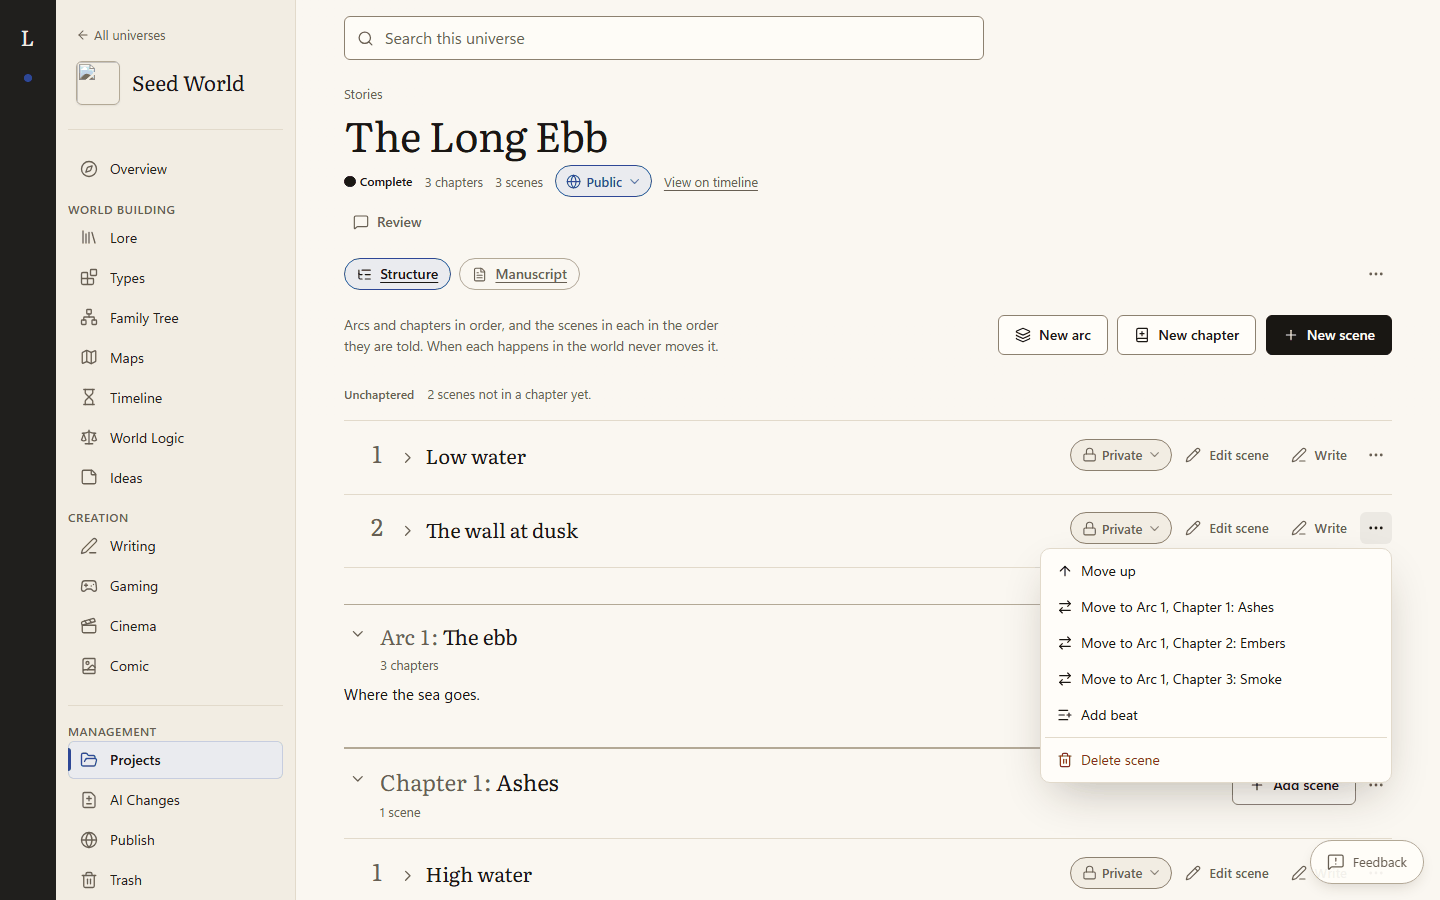 L
All universes
Seed World
Overview
WORLD BUILDING
Lore
Types
Family Tree
Maps
Timeline
World Logic
Ideas
CREATION
Writing
Gaming
Cinema
Comic
MANAGEMENT
Projects
AI Changes
Publish
Trash
Search this universe
Stories
The Long Ebb
Complete 3 chapters 3 scenes Public View on timeline
Review
Structure Manuscript
Arcs and chapters in order, and the scenes in each in the order
they are told. When each happens in the world never moves it.
New arc New chapter New scene
Unchaptered 2 scenes not in a chapter yet.
1 Low water Private Edit scene Write
2 The wall at dusk Private Edit scene Write
Move up
Move to Arc 1, Chapter 1: Ashes
Move to Arc 1, Chapter 2: Embers
Move to Arc 1, Chapter 3: Smoke
Add beat
Delete scene
Arc 1: The ebb
3 chapters
Where the sea goes.
Chapter 1: Ashes Add scene
1 scene
1 High water Private Edit scene
Feedback